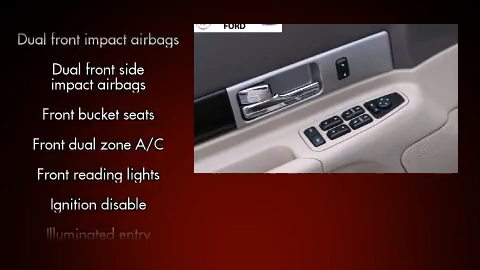 FORD
Dual front impact airbags
Dual front side
impact airbags
Front bucket seats
Front dual zone A/C
Front reading lights
Ignition disable
Illuminated entry